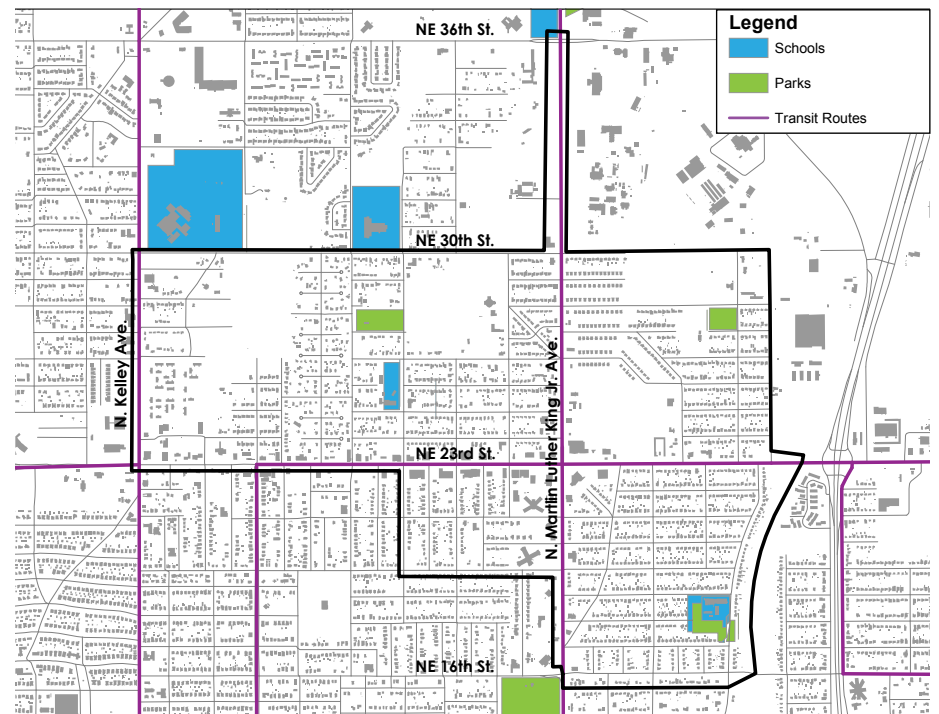 NE 36th St.
Legend
Schools
Parks
Transit Routes
NE 30th St.
N. Kelley Ave.
N. Martin Luther King Jr. Ave.
NE 23rd St.
NE 16th St.